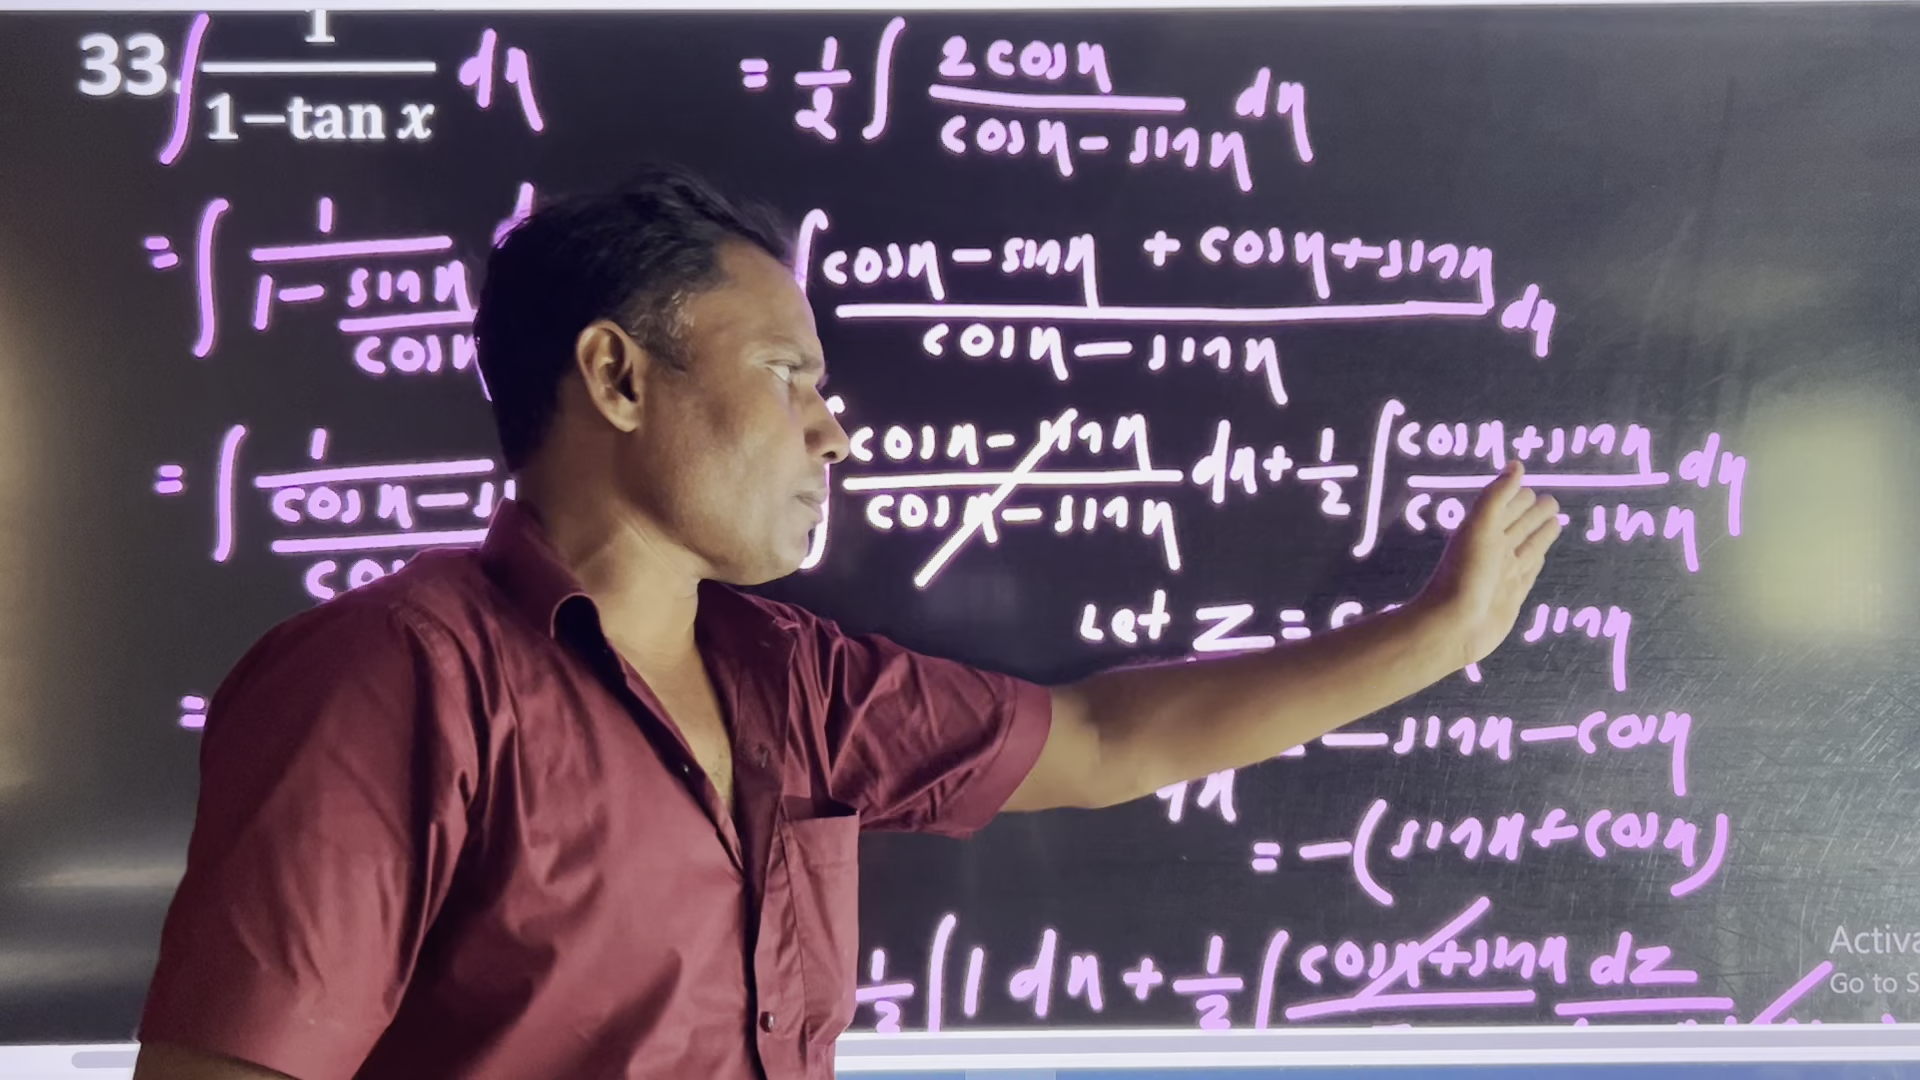 33. ∫ 1/(1−tan x) dx
= ∫ 1/(1 − sinx/cosx
= ∫ 1/((cosx −
=
= 1/2 ∫ 2cosx/(cosx − sinx) dx
∫ (cosx − sinx + cosx + sinx)/(cosx − sinx) dx
∫ (cosx − sinx)/(cosx − sinx) dx + 1/2 ∫ (cosx + sinx)/(co − sinx) dx
Let Z = sinx
− sinx − cosx
= −(sinx + cosx)
1/2 ∫ 1 dx + 1/2 ∫ (cosx + sinx) dz
Activa
Go to S